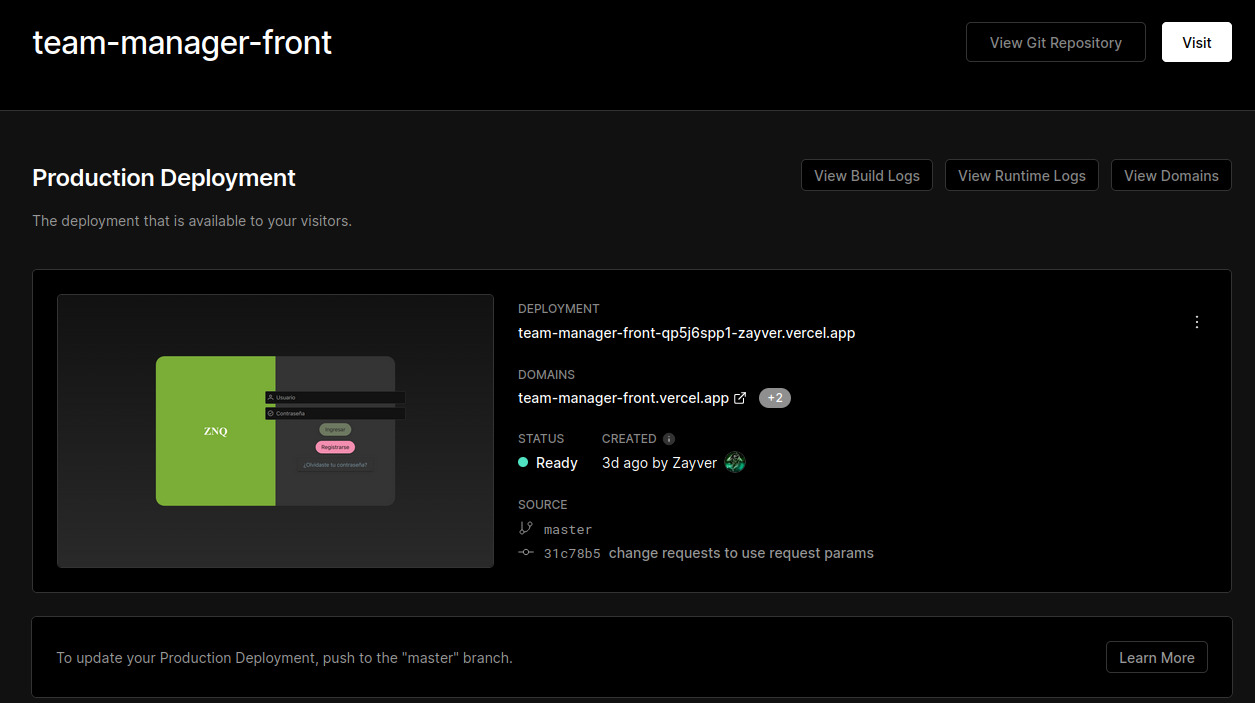 team-manager-front
View Git Repository
Visit
Production Deployment
View Build Logs
View Runtime Logs
View Domains
The deployment that is available to your visitors.
ZNQ
Usuario
Contraseña
Ingresar
Registrarse
¿Olvidaste tu contraseña?
DEPLOYMENT
team-manager-front-qp5j6spp1-zayver.vercel.app
DOMAINS
team-manager-front.vercel.app +2
STATUS CREATED
Ready 3d ago by Zayver
SOURCE
master
31c78b5 change requests to use request params
To update your Production Deployment, push to the "master" branch.
Learn More